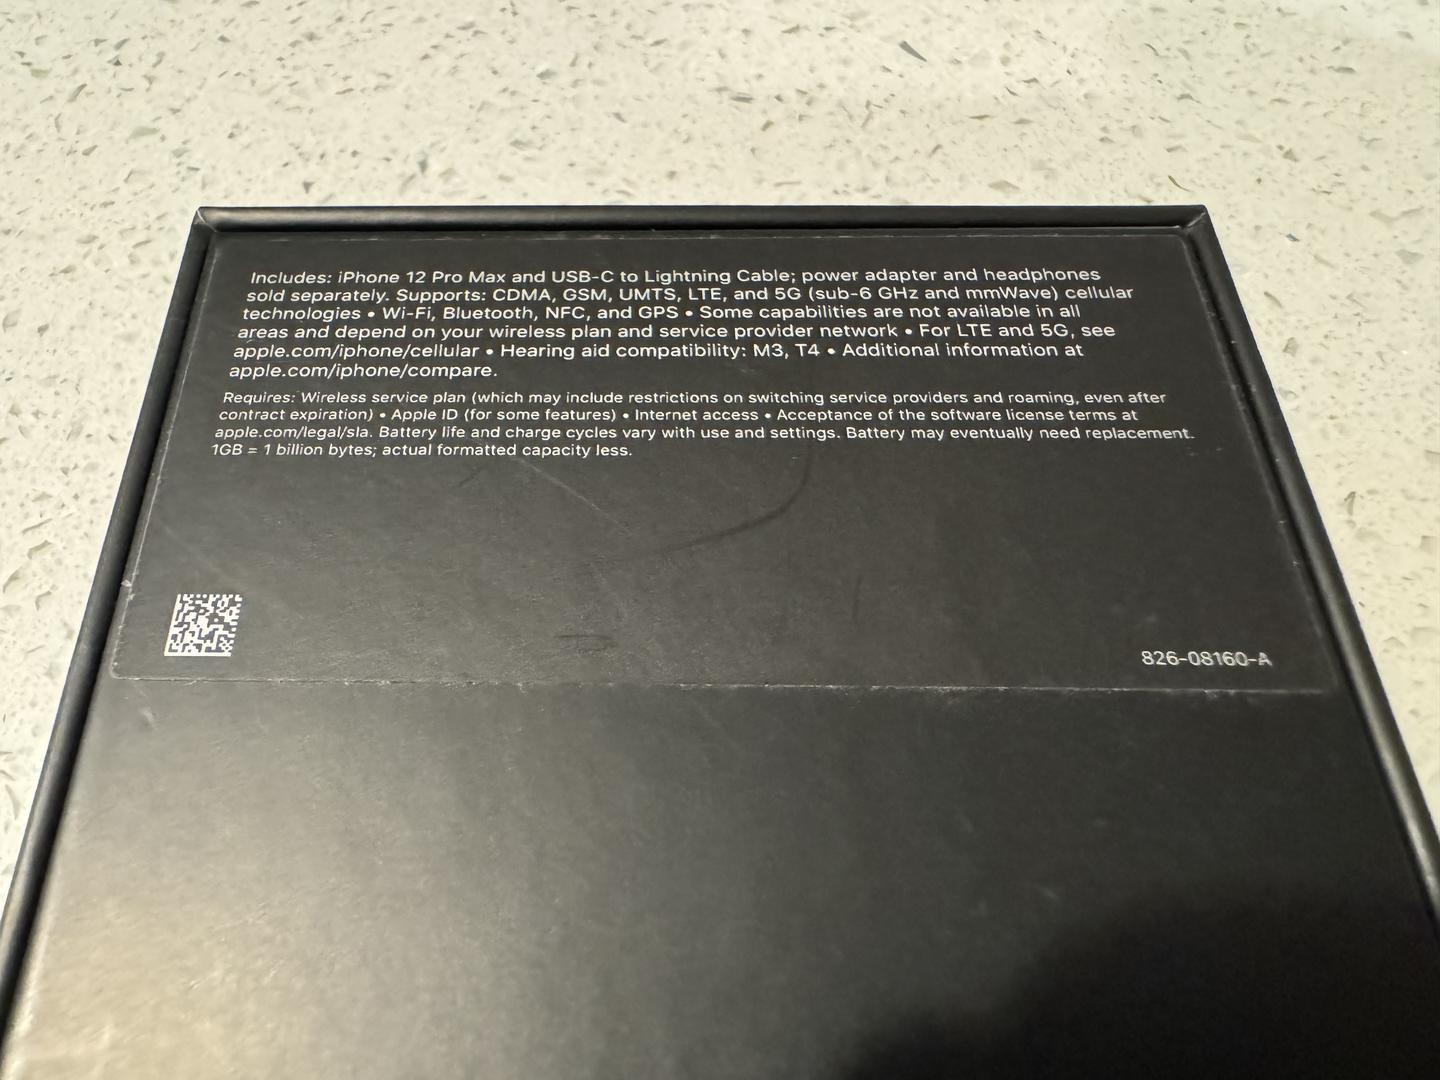 Includes: iPhone 12 Pro Max and USB-C to Lightning Cable; power adapter and headphones
sold separately. Supports: CDMA, GSM, UMTS, LTE, and 5G (sub-6 GHz and mmWave) cellular
technologies • Wi-Fi, Bluetooth, NFC, and GPS • Some capabilities are not available in all
areas and depend on your wireless plan and service provider network • For LTE and 5G, see
apple.com/iphone/cellular • Hearing aid compatibility: M3, T4 • Additional information at
apple.com/iphone/compare.
Requires: Wireless service plan (which may include restrictions on switching service providers and roaming, even after
contract expiration) • Apple ID (for some features) • Internet access • Acceptance of the software license terms at
apple.com/legal/sla. Battery life and charge cycles vary with use and settings. Battery may eventually need replacement.
1GB = 1 billion bytes; actual formatted capacity less.
826-08160-A